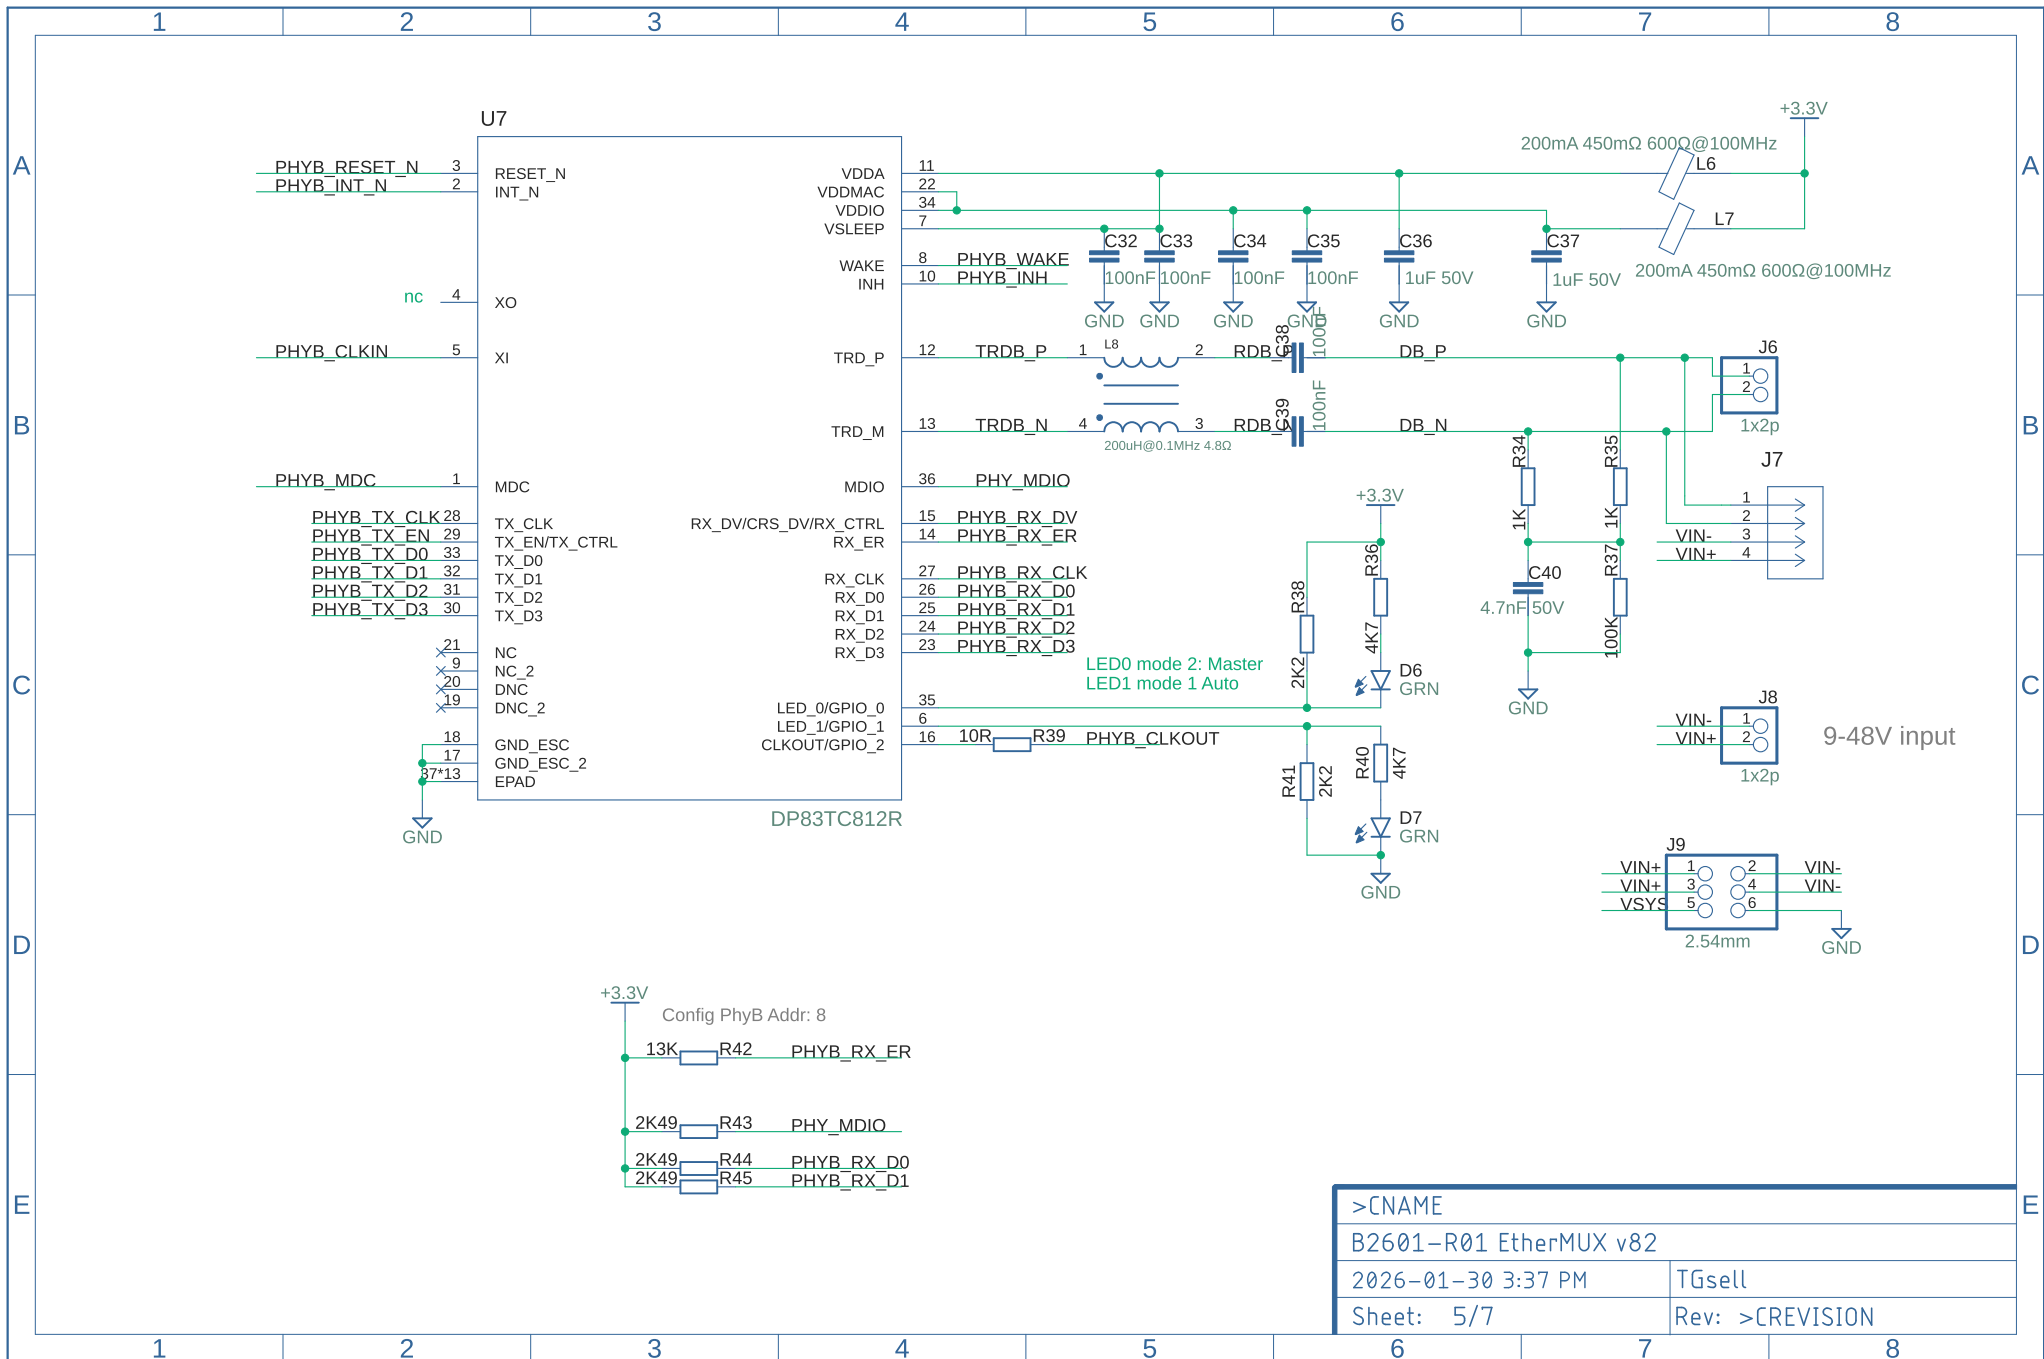 1 2 3 4 5 6 7 8
A A
B B
C C
D D
E E
U7
PHYB_RESET_N 3 RESET_N
PHYB_INT_N 2 INT_N
nc 4 XO
PHYB_CLKIN 5 XI
PHYB_MDC 1 MDC
PHYB_TX_CLK 28 TX_CLK
PHYB_TX_EN 29 TX_EN/TX_CTRL
PHYB_TX_D0 33 TX_D0
PHYB_TX_D1 32 TX_D1
PHYB_TX_D2 31 TX_D2
PHYB_TX_D3 30 TX_D3
21 NC
9 NC_2
20 DNC
19 DNC_2
18 GND_ESC
17 GND_ESC_2
37*13 EPAD
GND
VDDA 11
VDDMAC 22
VDDIO 34
VSLEEP 7
WAKE 8 PHYB_WAKE
INH 10 PHYB_INH
TRD_P 12 TRDB_P 1 L8 2 RDB_P C38 100nF DB_P
TRD_M 13 TRDB_N 4 3 RDB_N C39 100nF DB_N
200uH@0.1MHz 4.8Ω
MDIO 36 PHY_MDIO
RX_DV/CRS_DV/RX_CTRL 15 PHYB_RX_DV
RX_ER 14 PHYB_RX_ER
RX_CLK 27 PHYB_RX_CLK
RX_D0 26 PHYB_RX_D0
RX_D1 25 PHYB_RX_D1
RX_D2 24 PHYB_RX_D2
RX_D3 23 PHYB_RX_D3
LED_0/GPIO_0 35
LED_1/GPIO_1 6
CLKOUT/GPIO_2 16 10R R39 PHYB_CLKOUT
DP83TC812R
LED0 mode 2: Master
LED1 mode 1 Auto
+3.3V
200mA 450mΩ 600Ω@100MHz
L6
L7
200mA 450mΩ 600Ω@100MHz
C32 C33 C34 C35 C36 C37
100nF 100nF 100nF 100nF 1uF 50V 1uF 50V
GND GND GND GND GND GND
J6
1
2
1x2p
R34 1K
R35 1K
C40
4.7nF 50V
R37 100K
GND
J7
1
2
VIN- 3
VIN+ 4
+3.3V
R38 2K2
R36 4K7
D6
GRN
R41 2K2
R40 4K7
D7
GRN
GND
J8
VIN- 1
VIN+ 2
1x2p
9-48V input
J9
VIN+ 1 2 VIN-
VIN+ 3 4 VIN-
VSYS 5 6
2.54mm
GND
+3.3V
Config PhyB Addr: 8
13K R42 PHYB_RX_ER
2K49 R43 PHY_MDIO
2K49 R44 PHYB_RX_D0
2K49 R45 PHYB_RX_D1
>CNAME
B2601-R01 EtherMUX v82
2026-01-30 3:37 PM TGsell
Sheet: 5/7 Rev: >CREVISION
1 2 3 4 5 6 7 8